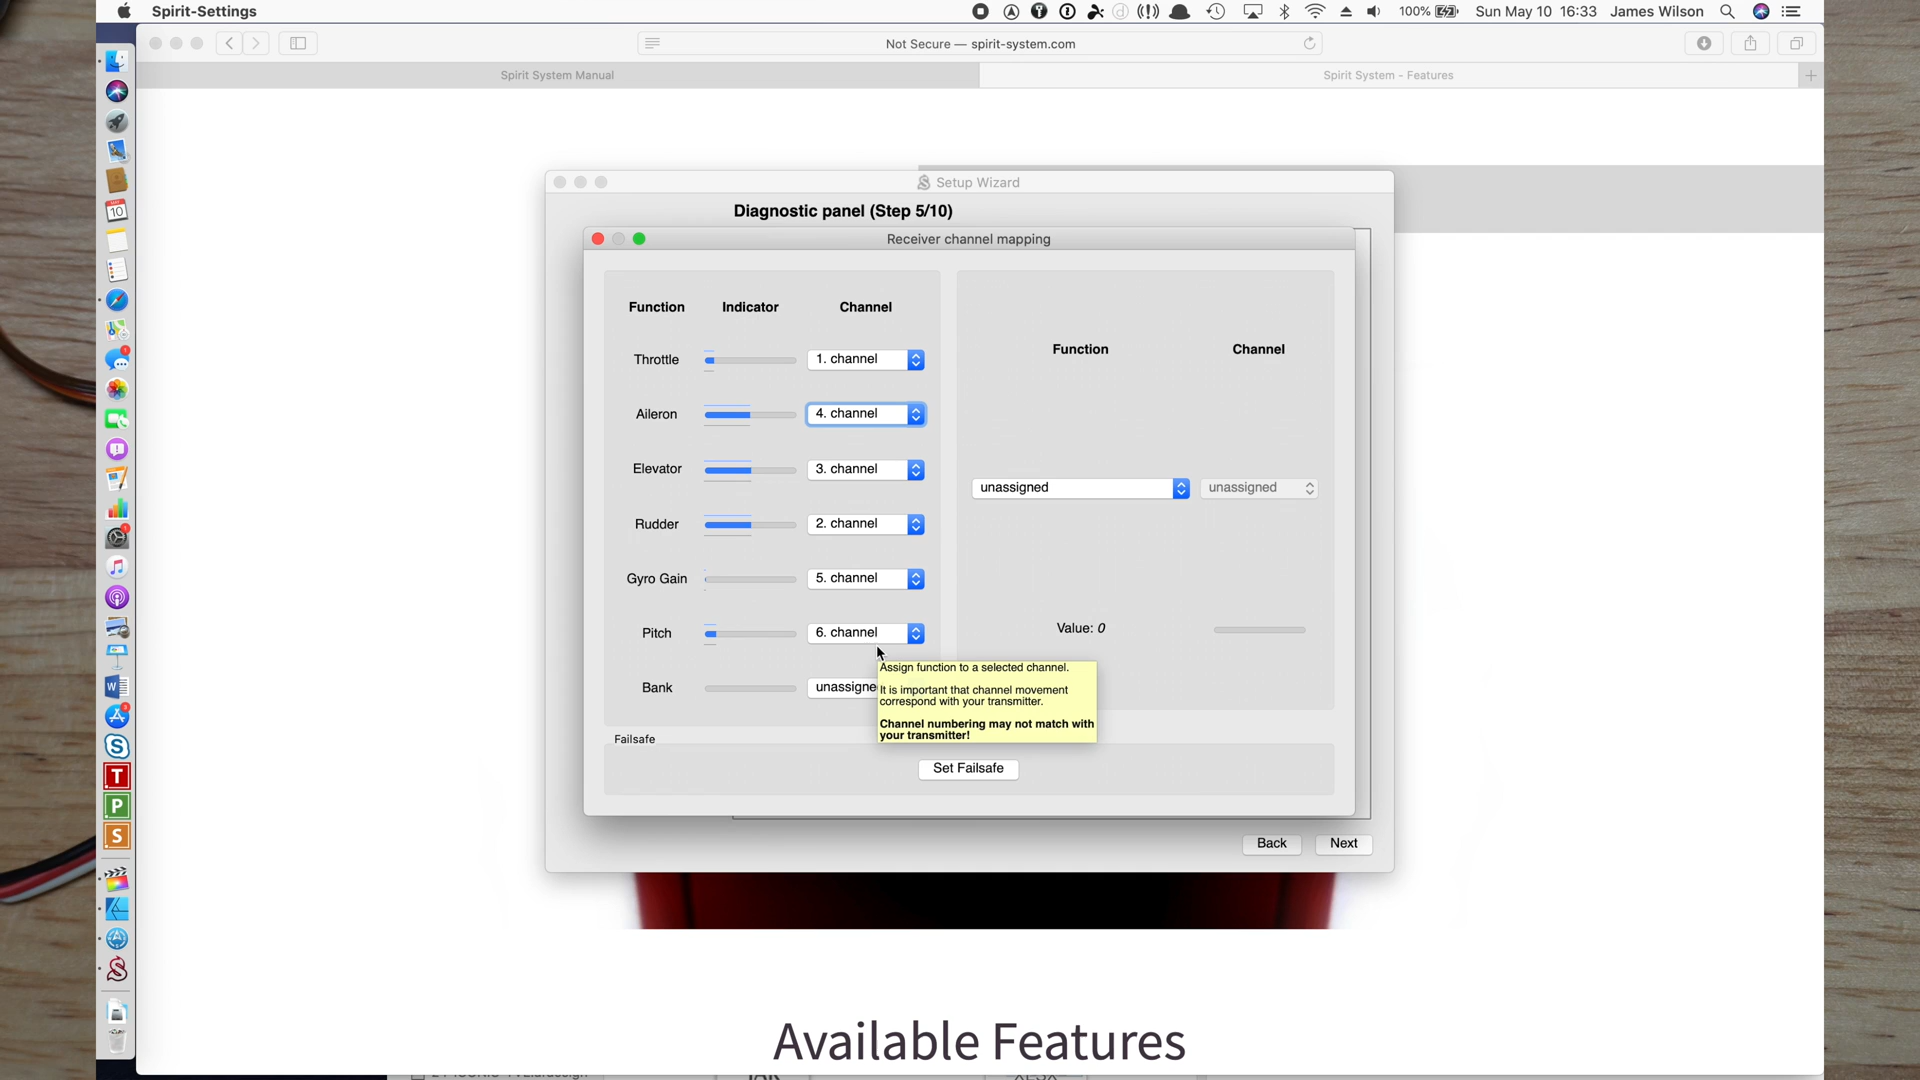 Spirit-Settings
100%
Sun May 10 16:33
James Wilson
Not Secure — spirit-system.com
Spirit System Manual
Spirit System - Features
Setup Wizard
Diagnostic panel (Step 5/10)
Receiver channel mapping
Function Indicator Channel
Function Channel
Throttle 1. channel
Aileron 4. channel
Elevator 3. channel
unassigned unassigned
Rudder 2. channel
Gyro Gain 5. channel
Value: 0
Pitch 6. channel
Bank unassigne
Assign function to a selected channel.
It is important that channel movement
correspond with your transmitter.
Channel numbering may not match with
your transmitter!
Failsafe
Set Failsafe
Back Next
Available Features